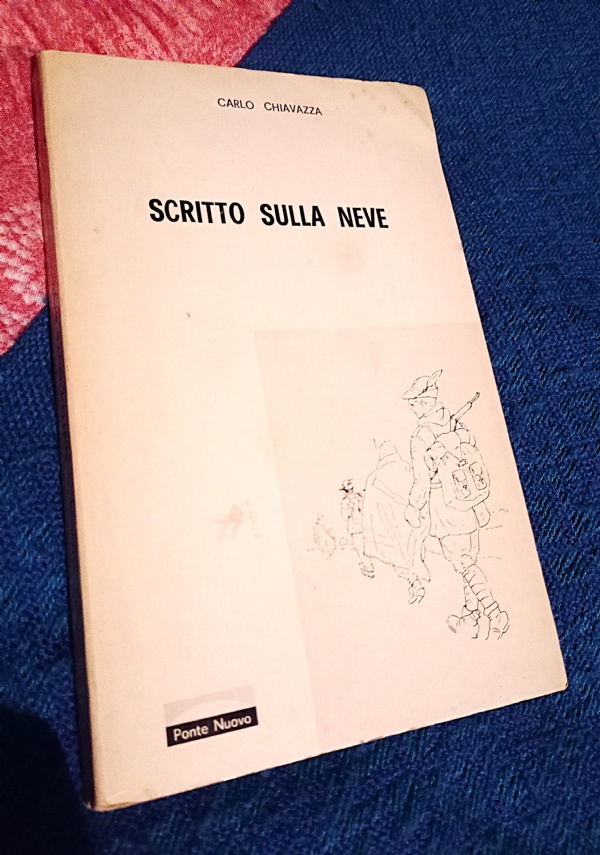 CARLO CHIAVAZZA
SCRITTO SULLA NEVE
Ponte Nuovo